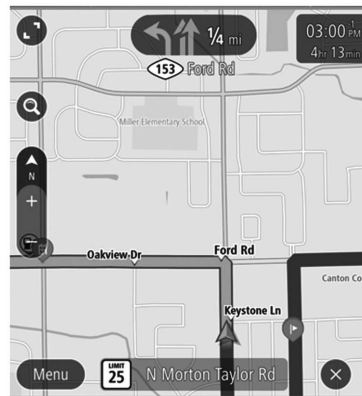 1/4 mi
03:00 -1 PM
4hr 13min
153 Ford Rd
Miller Elementary School
N
+
Oakview Dr
Ford Rd
Canton Co
Keystone Ln
Menu
LIMIT 25
N Morton Taylor Rd